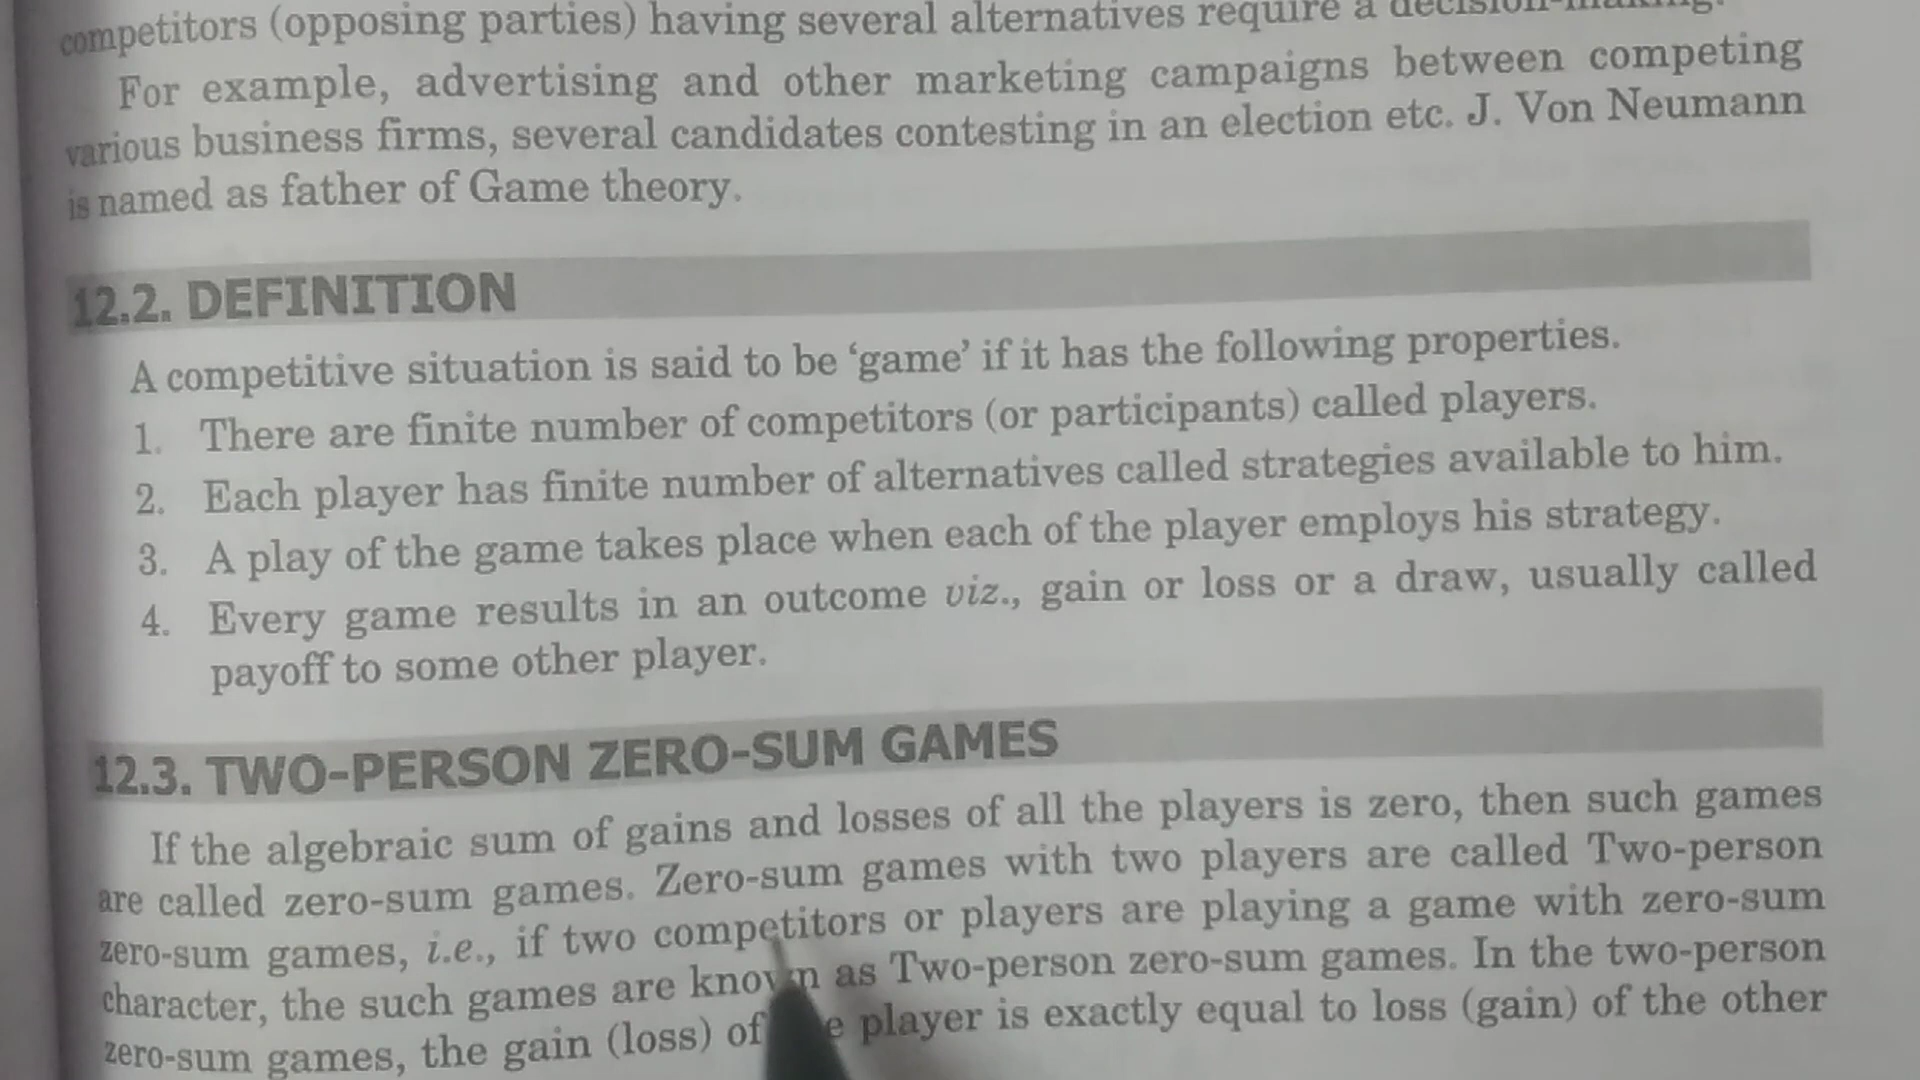 competitors (opposing parties) having several alternatives require a decision-making.
For example, advertising and other marketing campaigns between competing
various business firms, several candidates contesting in an election etc. J. Von Neumann
is named as father of Game theory.
12.2. DEFINITION
A competitive situation is said to be ‘game’ if it has the following properties.
1. There are finite number of competitors (or participants) called players.
2. Each player has finite number of alternatives called strategies available to him.
3. A play of the game takes place when each of the player employs his strategy.
4. Every game results in an outcome viz., gain or loss or a draw, usually called
payoff to some other player.
12.3. TWO-PERSON ZERO-SUM GAMES
If the algebraic sum of gains and losses of all the players is zero, then such games
are called zero-sum games. Zero-sum games with two players are called Two-person
zero-sum games, i.e., if two competitors or players are playing a game with zero-sum
character, the such games are known as Two-person zero-sum games. In the two-person
zero-sum games, the gain (loss) of player is exactly equal to loss (gain) of the other